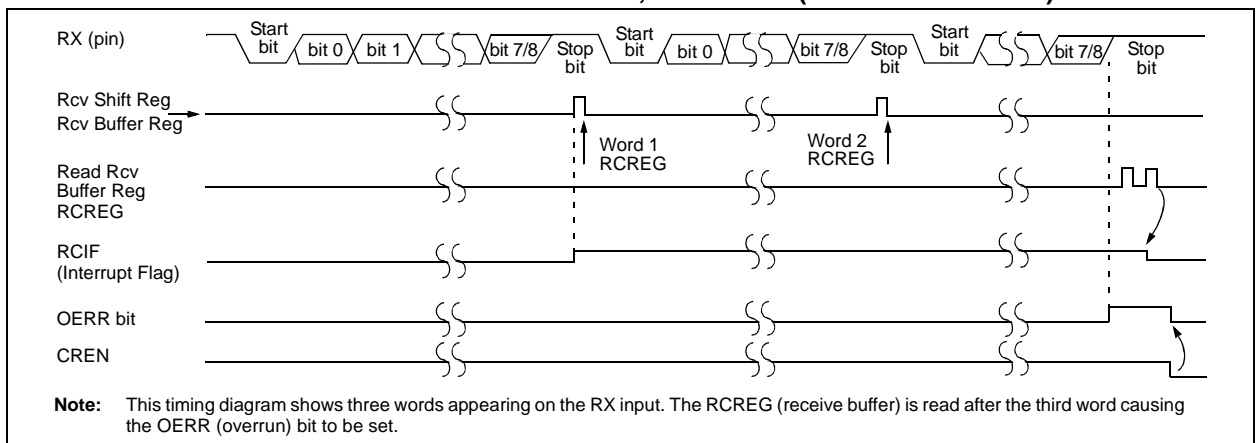 RX (pin)
Start
bit
bit 0
bit 1
bit 7/8
Stop
bit
Start
bit
bit 0
bit 7/8
Stop
bit
Start
bit
bit 7/8
Stop
bit
Rcv Shift Reg
Rcv Buffer Reg
Word 1
RCREG
Word 2
RCREG
Read Rcv
Buffer Reg
RCREG
RCIF
(Interrupt Flag)
OERR bit
CREN
Note: This timing diagram shows three words appearing on the RX input. The RCREG (receive buffer) is read after the third word causing
the OERR (overrun) bit to be set.